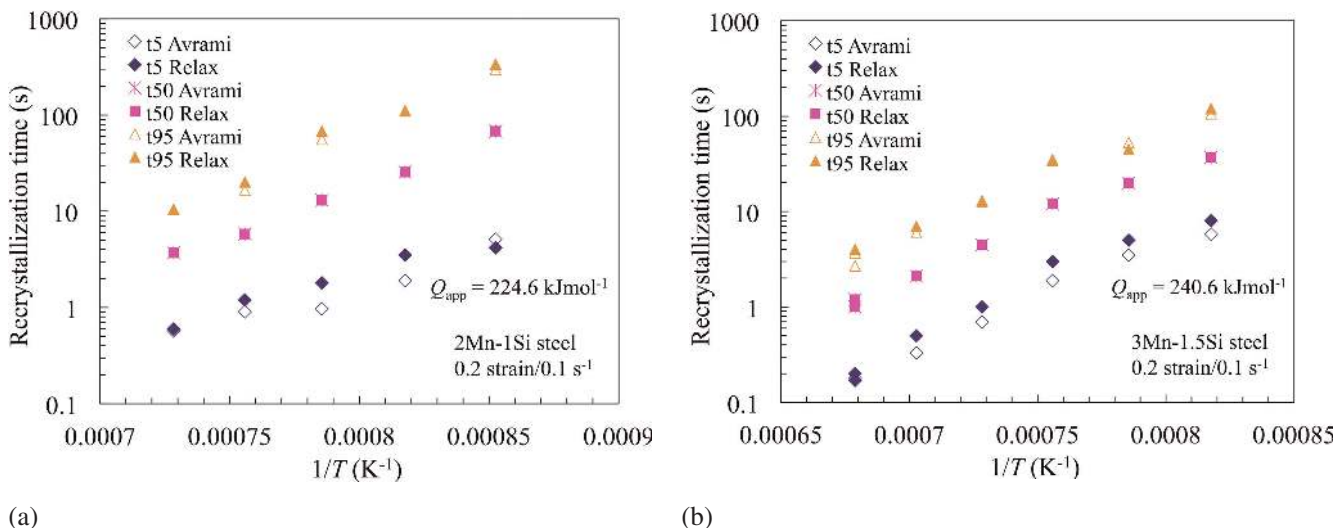 1000
100
10
1
0.1
Recrystallization time (s)
t5 Avrami
t5 Relax
t50 Avrami
t50 Relax
t95 Avrami
t95 Relax
Q_app = 224.6 kJmol⁻¹
2Mn-1Si steel
0.2 strain/0.1 s⁻¹
0.0007 0.00075 0.0008 0.00085 0.0009
1/T (K⁻¹)
(a)
1000
100
10
1
0.1
Recrystallization time (s)
t5 Avrami
t5 Relax
t50 Avrami
t50 Relax
t95 Avrami
t95 Relax
Q_app = 240.6 kJmol⁻¹
3Mn-1.5Si steel
0.2 strain/0.1 s⁻¹
0.00065 0.0007 0.00075 0.0008 0.00085
1/T (K⁻¹)
(b)